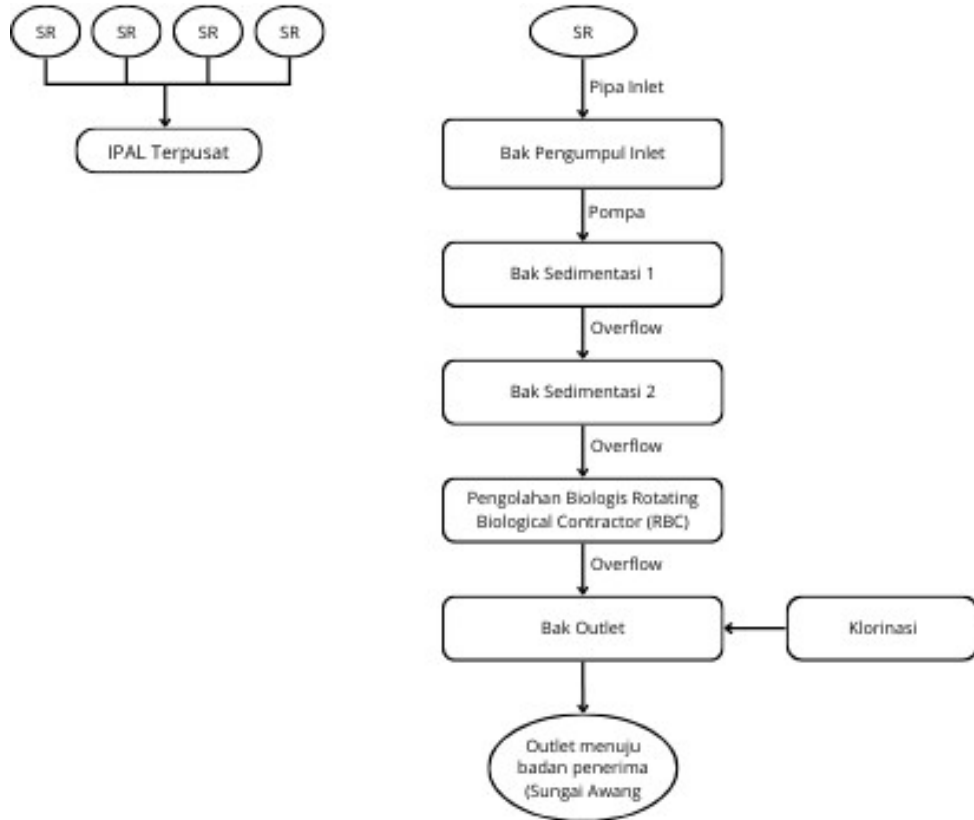 SR
SR
SR
SR
IPAL Terpusat
SR
Pipa Inlet
Bak Pengumpul Inlet
Pompa
Bak Sedimentasi 1
Overflow
Bak Sedimentasi 2
Overflow
Pengolahan Biologis Rotating
Biological Contractor (RBC)
Overflow
Bak Outlet
Klorinasi
Outlet menuju
badan penerima
(Sungai Awang